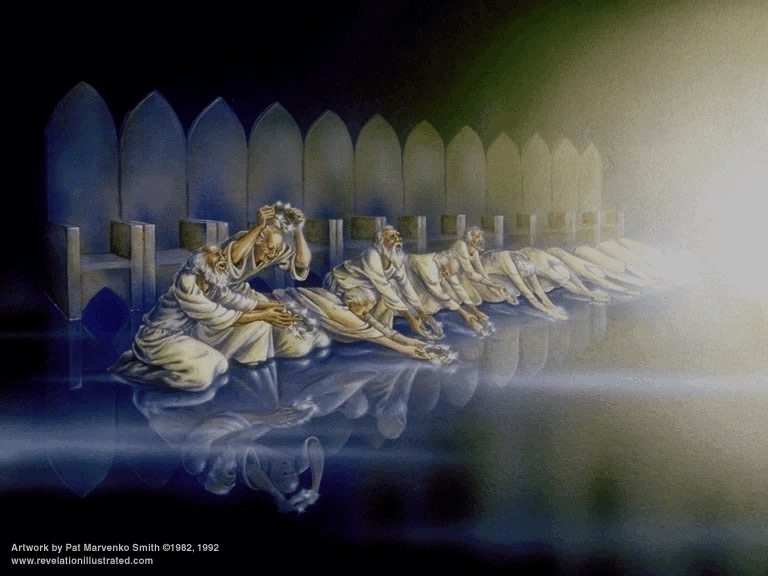 Artwork by Pat Marvenko Smith ©1982, 1992
www.revelationillustrated.com